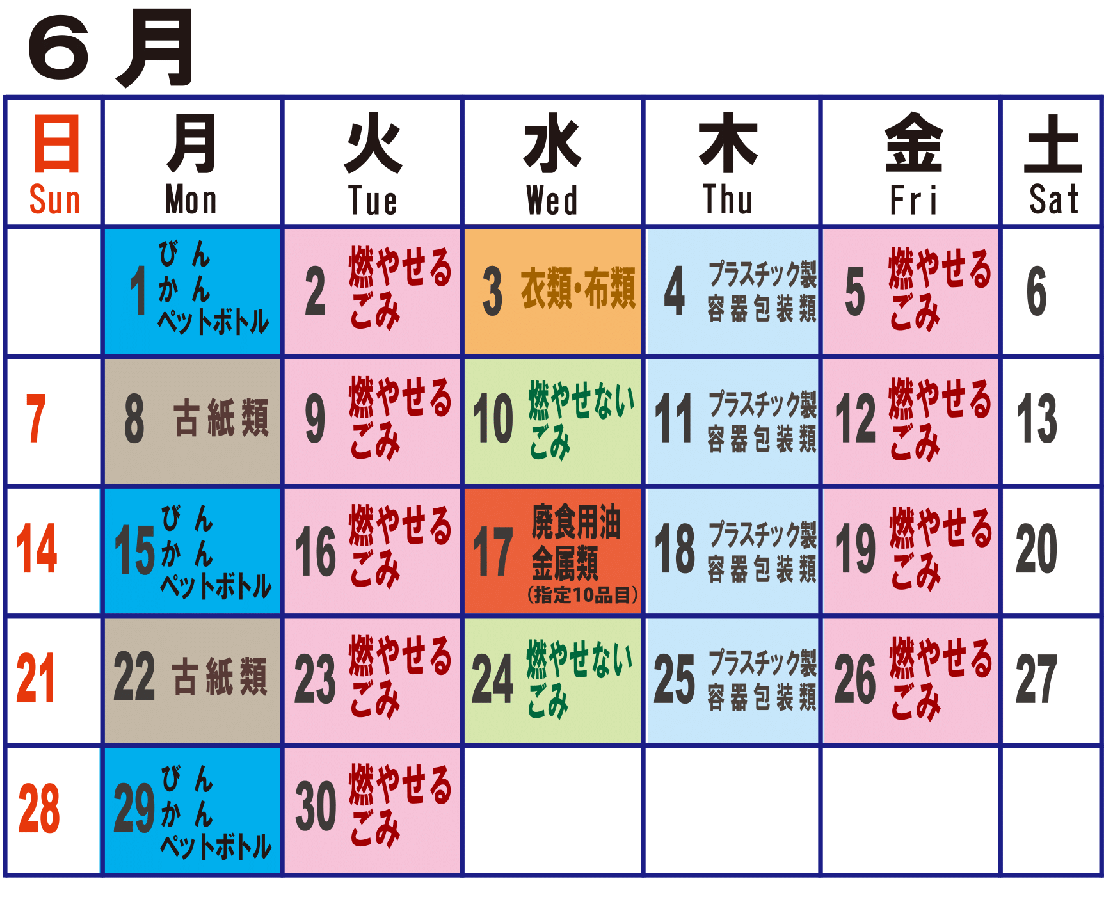 6月
日 月 火 水 木 金 土
Sun Mon Tue Wed Thu Fri Sat
1 びん
かん
ペットボトル
2 燃やせる
ごみ
3 衣類・布類
4 プラスチック製
容器包装類
5 燃やせる
ごみ
6
7
8 古紙類
9 燃やせる
ごみ
10 燃やせない
ごみ
11 プラスチック製
容器包装類
12 燃やせる
ごみ
13
14
15 びん
かん
ペットボトル
16 燃やせる
ごみ
17 廃食用油
金属類
(指定10品目)
18 プラスチック製
容器包装類
19 燃やせる
ごみ
20
21
22 古紙類
23 燃やせる
ごみ
24 燃やせない
ごみ
25 プラスチック製
容器包装類
26 燃やせる
ごみ
27
28
29 びん
かん
ペットボトル
30 燃やせる
ごみ